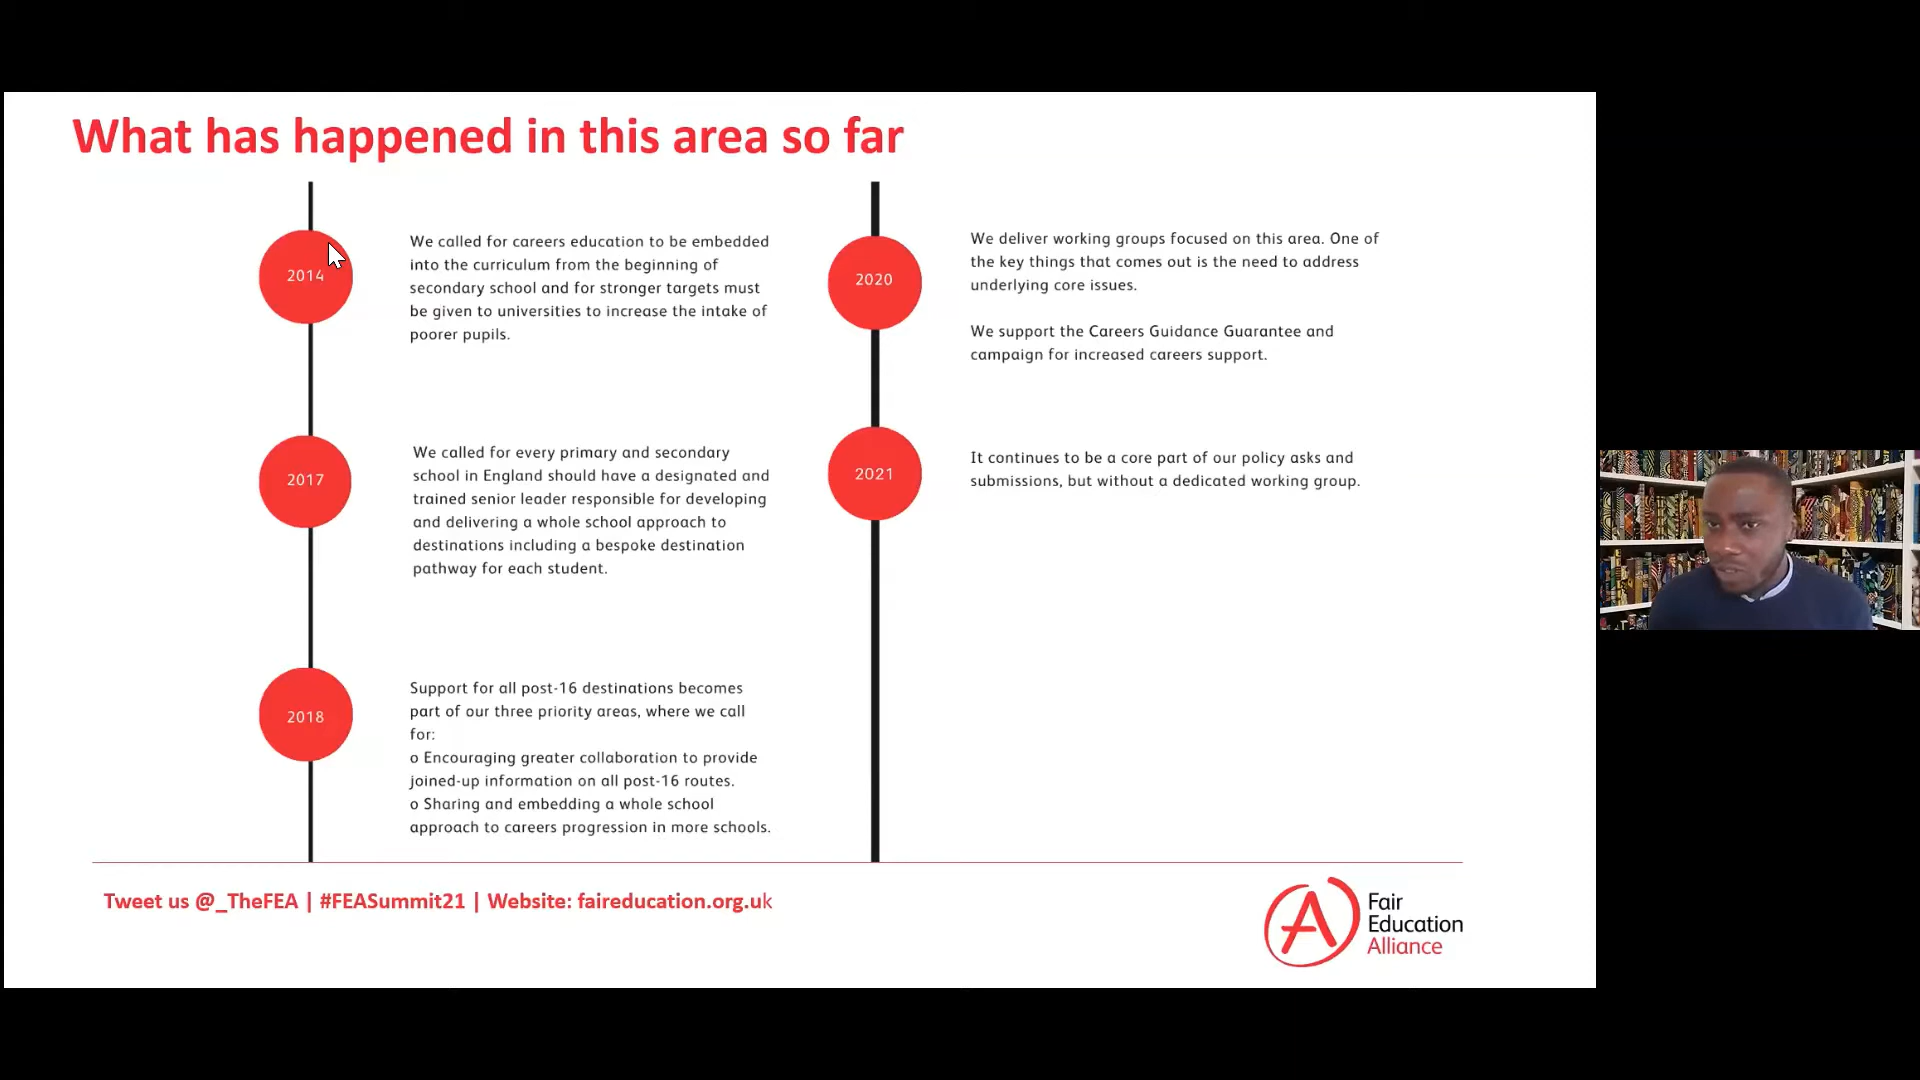 What has happened in this area so far
2014
We called for careers education to be embedded
into the curriculum from the beginning of
secondary school and for stronger targets must
be given to universities to increase the intake of
poorer pupils.
2017
We called for every primary and secondary
school in England should have a designated and
trained senior leader responsible for developing
and delivering a whole school approach to
destinations including a bespoke destination
pathway for each student.
2018
Support for all post-16 destinations becomes
part of our three priority areas, where we call
for:
o Encouraging greater collaboration to provide
joined-up information on all post-16 routes.
o Sharing and embedding a whole school
approach to careers progression in more schools.
2020
We deliver working groups focused on this area. One of
the key things that comes out is the need to address
underlying core issues.
We support the Careers Guidance Guarantee and
campaign for increased careers support.
2021
It continues to be a core part of our policy asks and
submissions, but without a dedicated working group.
Tweet us @_TheFEA | #FEASummit21 | Website: faireducation.org.uk
Fair
Education
Alliance